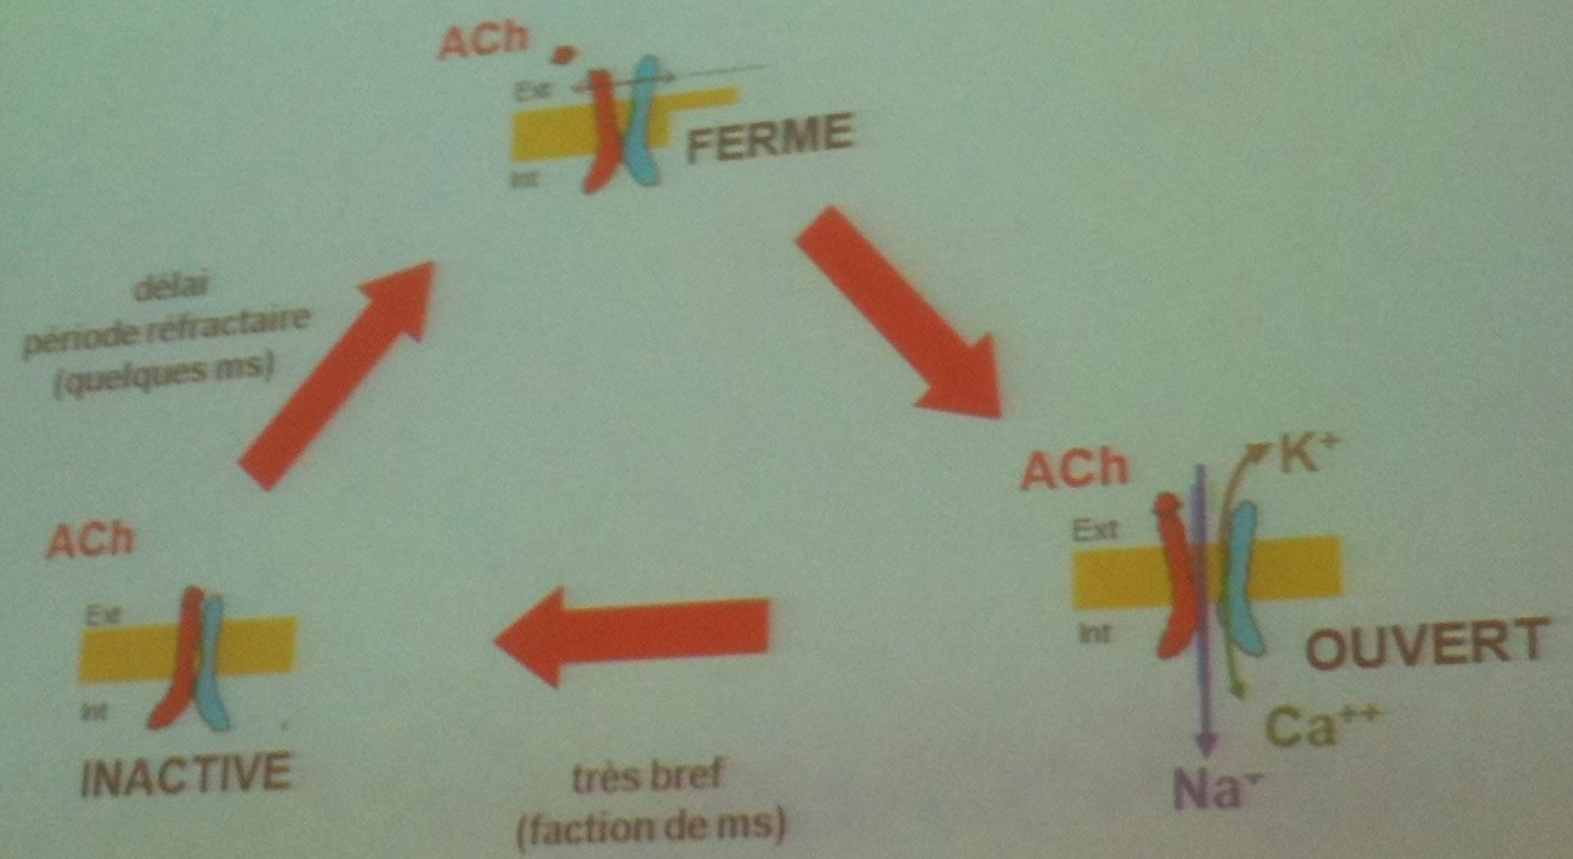 ACh
Ext
FERME
Int
délai
période réfractaire
(quelques ms)
ACh
K+
Ext
Int
OUVERT
Ca++
Na+
ACh
Ext
Int
INACTIVE
très bref
(faction de ms)